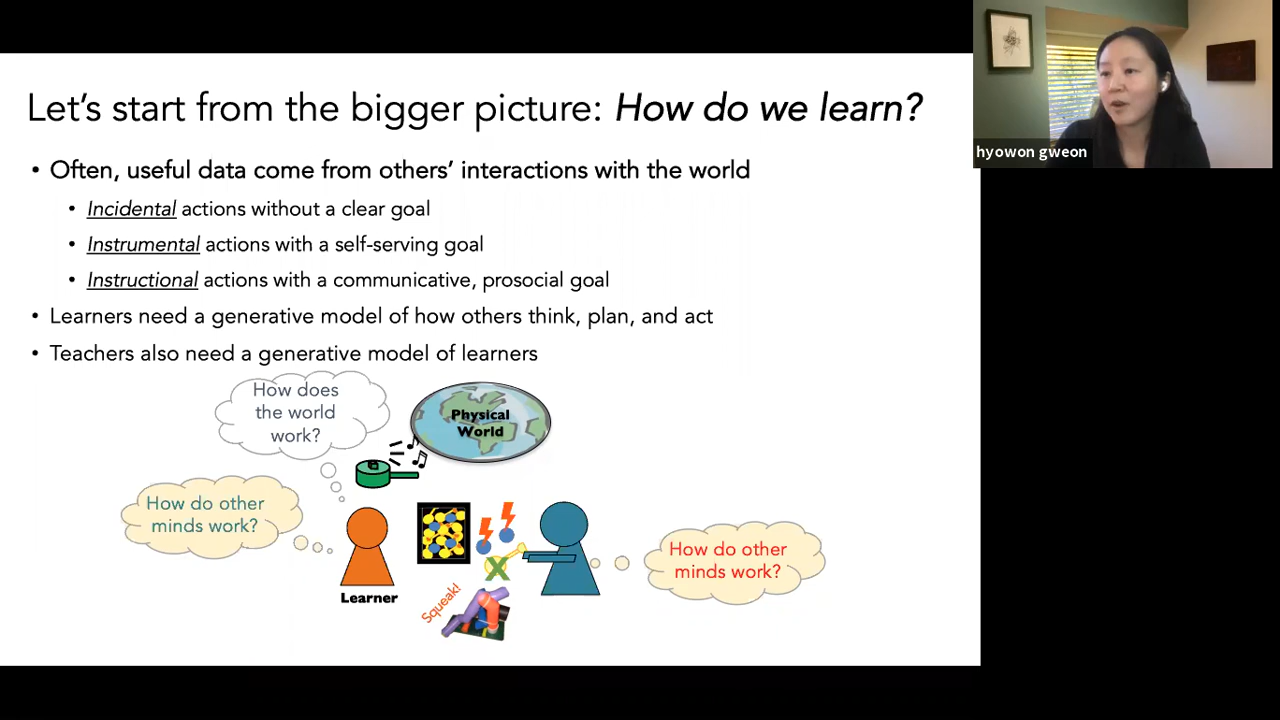 Let's start from the bigger picture: How do we learn?
• Often, useful data come from others' interactions with the world
• Incidental actions without a clear goal
• Instrumental actions with a self-serving goal
• Instructional actions with a communicative, prosocial goal
• Learners need a generative model of how others think, plan, and act
• Teachers also need a generative model of learners
How does
the world
work?
Physical
World
How do other
minds work?
How do other
minds work?
Learner
Squeak!
hyowon gweon